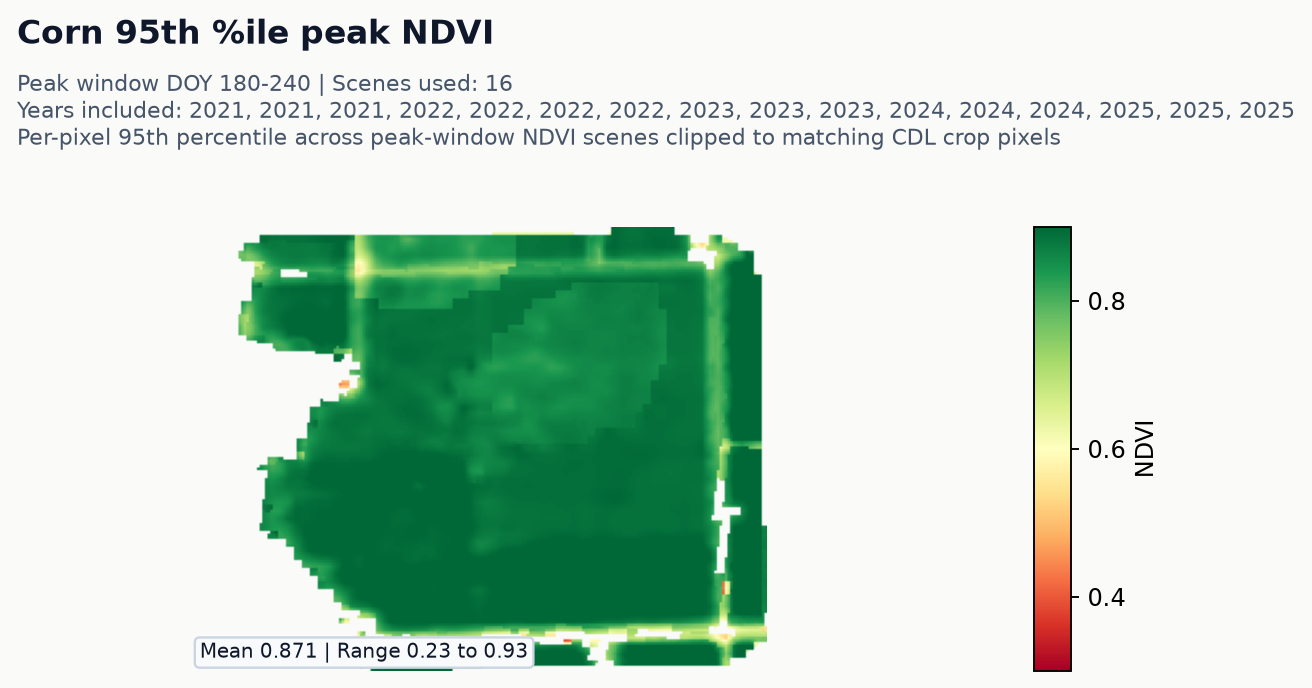 Corn 95th %ile peak NDVI
Peak window DOY 180-240 | Scenes used: 16
Years included: 2021, 2021, 2021, 2022, 2022, 2022, 2022, 2023, 2023, 2023, 2024, 2024, 2024, 2025, 2025, 2025
Per-pixel 95th percentile across peak-window NDVI scenes clipped to matching CDL crop pixels
0.8
0.6
NDVI
0.4
Mean 0.871 | Range 0.23 to 0.93